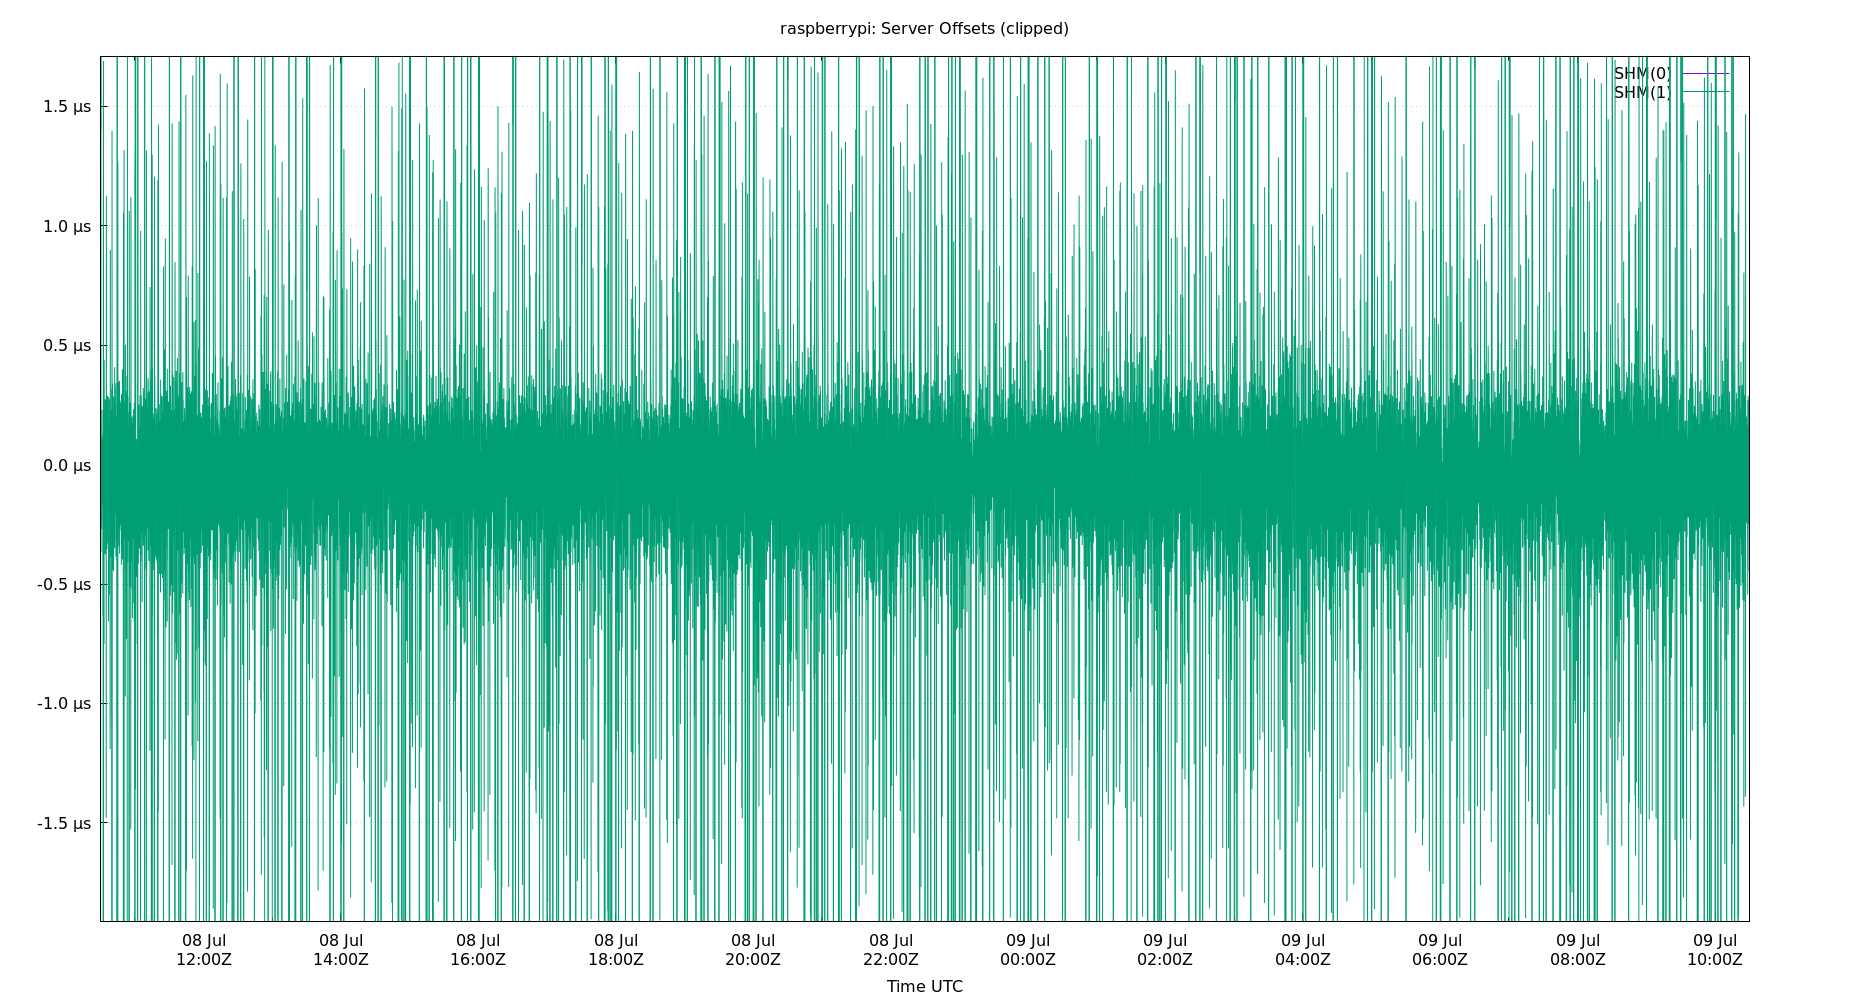 raspberrypi: Server Offsets (clipped)
SHM(0)
SHM(1)
1.5 µs
1.0 µs
0.5 µs
0.0 µs
-0.5 µs
-1.0 µs
-1.5 µs
08 Jul 08 Jul 08 Jul 08 Jul 08 Jul 08 Jul 09 Jul 09 Jul 09 Jul 09 Jul 09 Jul 09 Jul
12:00Z 14:00Z 16:00Z 18:00Z 20:00Z 22:00Z 00:00Z 02:00Z 04:00Z 06:00Z 08:00Z 10:00Z
Time UTC